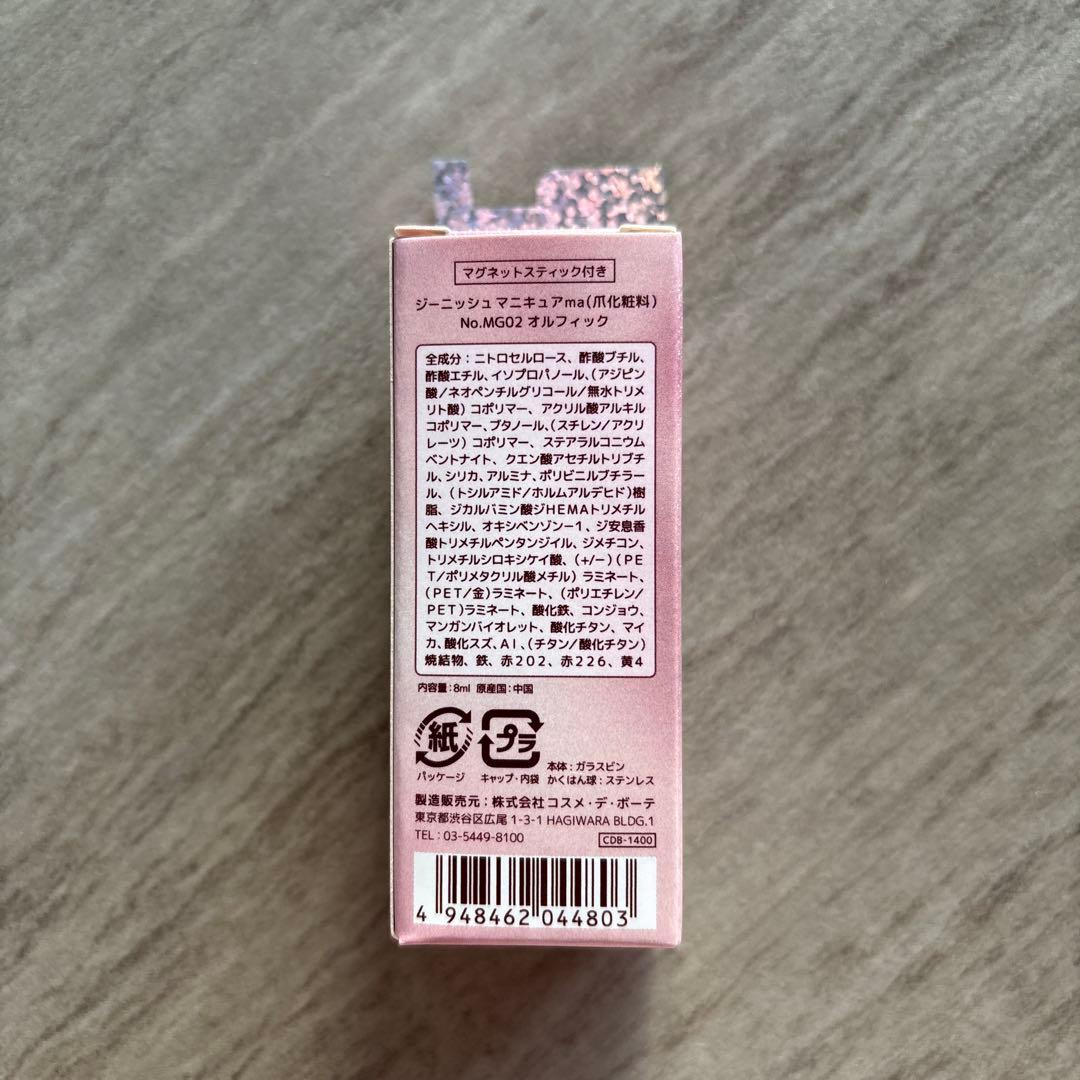 マグネットスティック付き
ジーニッシュ マニキュアma(爪化粧料)
No.MG02 オルフィック
全成分：ニトロセルロース、酢酸ブチル、
酢酸エチル、イソプロパノール、(アジピン
酸/ネオペンチルグリコール/無水トリメ
リト酸) コポリマー、アクリル酸アルキル
コポリマー、ブタノール、(スチレン/アクリ
レーツ) コポリマー、ステアラルコニウム
ベントナイト、クエン酸アセチルトリブチ
ル、シリカ、アルミナ、ポリビニルブチラー
ル、(トシルアミド/ホルムアルデヒド)樹
脂、ジカルバミン酸ジHEMAトリメチル
ヘキシル、オキシベンゾン-1、ジ安息香
酸トリメチルペンタンジイル、ジメチコン、
トリメチルシロキシケイ酸、(+/-)(PE
T/ポリメタクリル酸メチル) ラミネート、
(PET/金)ラミネート、(ポリエチレン/
PET)ラミネート、酸化鉄、コンジョウ、
マンガンバイオレット、酸化チタン、マイ
カ、酸化スズ、Al、(チタン/酸化チタン)
焼結物、鉄、赤202、赤226、黄4
内容量：8ml 原産国：中国
紙 プラ
パッケージ キャップ・内袋
本体：ガラスビン
かくはん球：ステンレス
製造販売元：株式会社コスメ・デ・ボーテ
東京都渋谷区広尾 1-3-1 HAGIWARA BLDG.1
TEL：03-5449-8100 CDB-1400
4 948462 044803